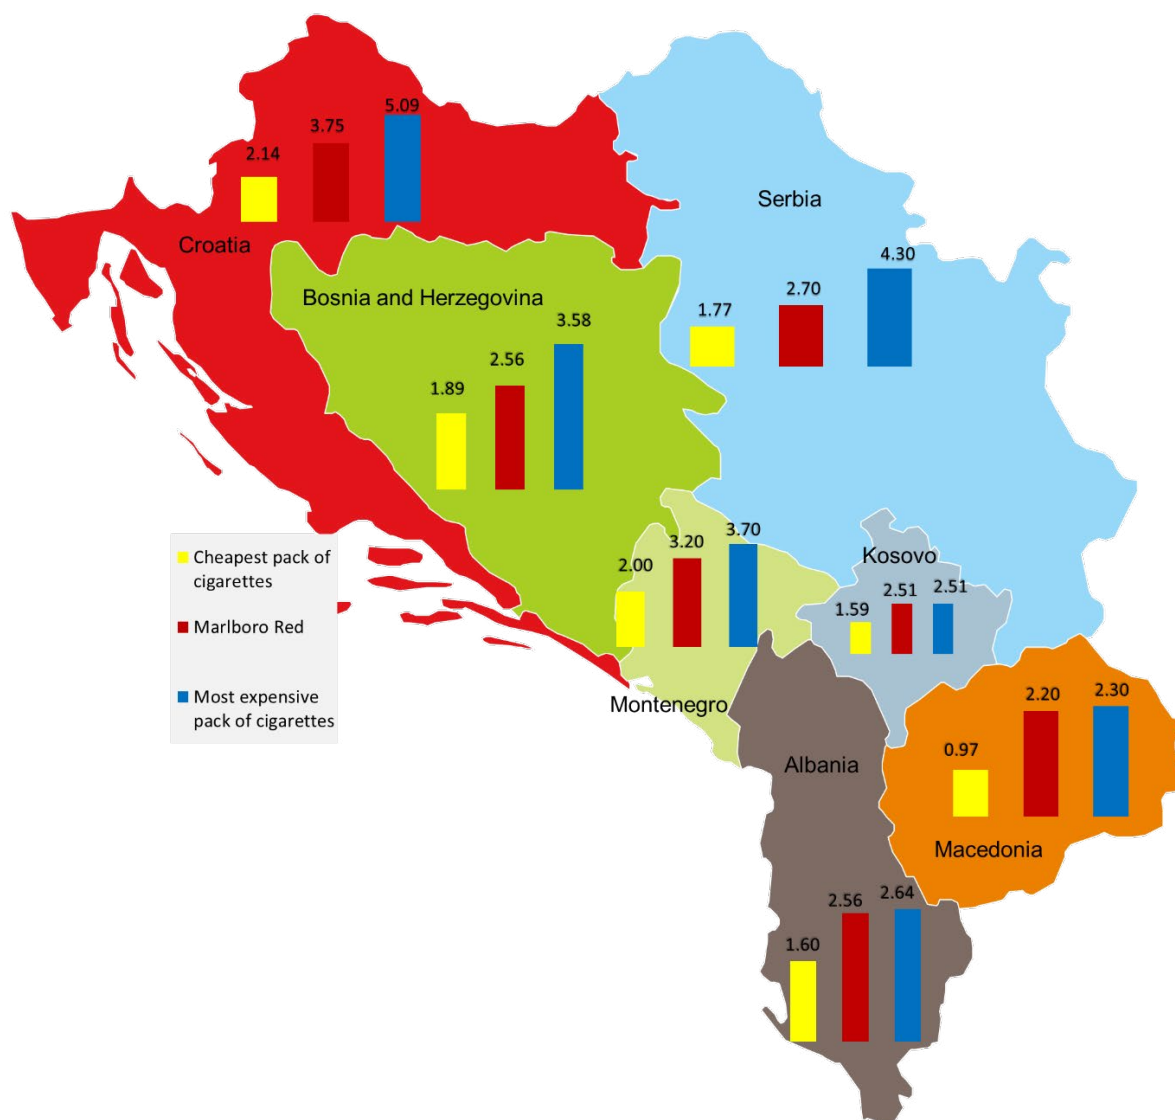 5.09
3.75
2.14
Croatia
Serbia
4.30
2.70
1.77
Bosnia and Herzegovina
3.58
2.56
1.89
Cheapest pack of
cigarettes
Marlboro Red
Most expensive
pack of cigarettes
3.70
3.20
2.00
Montenegro
Kosovo
2.51
2.51
1.59
Albania
2.64
2.56
1.60
2.30
2.20
0.97
Macedonia